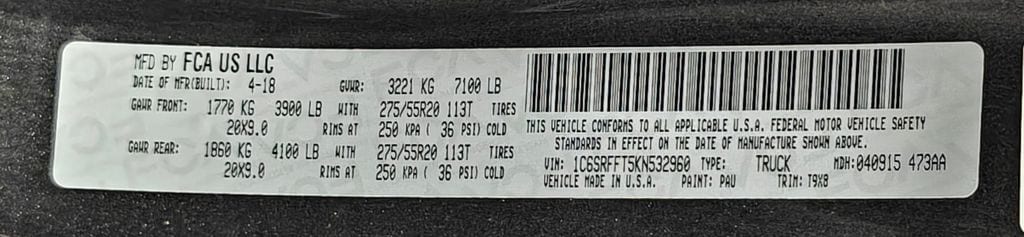 MFD BY FCA US LLC
DATE OF MFR(BUILT): 4-18 GVWR: 3221 KG 7100 LB
GAWR FRONT: 1770 KG 3900 LB WITH 275/55R20 113T TIRES
20X9.0 RIMS AT 250 KPA ( 36 PSI) COLD
GAWR REAR: 1860 KG 4100 LB WITH 275/55R20 113T TIRES
20X9.0 RIMS AT 250 KPA ( 36 PSI) COLD
THIS VEHICLE CONFORMS TO ALL APPLICABLE U.S.A. FEDERAL MOTOR VEHICLE SAFETY
STANDARDS IN EFFECT ON THE DATE OF MANUFACTURE SHOWN ABOVE.
VIN: 1C6SRFFT5KN532960 TYPE: TRUCK MDH: 040915 473AA
VEHICLE MADE IN U.S.A. PAINT: PAU TRIM: T9X8